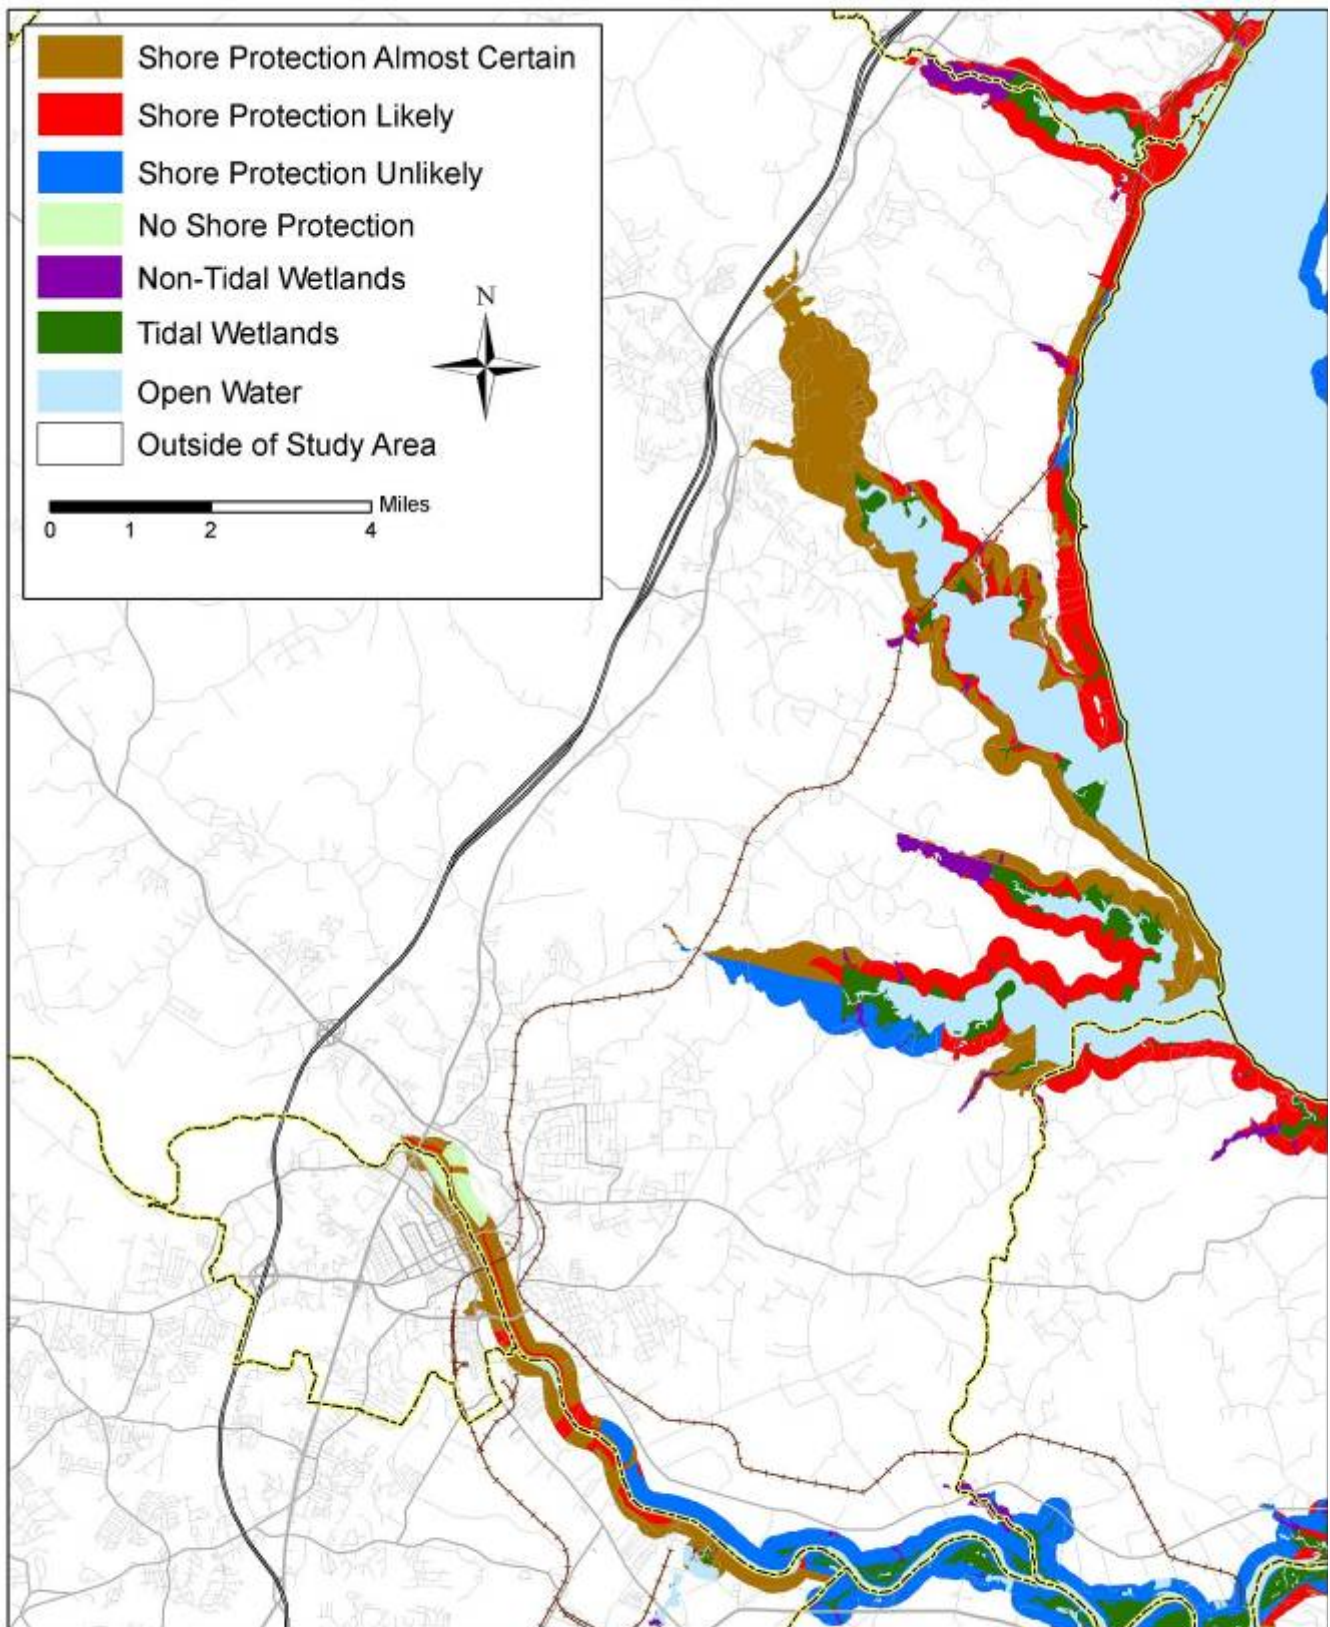 Shore Protection Almost Certain
Shore Protection Likely
Shore Protection Unlikely
No Shore Protection
Non-Tidal Wetlands
N
Tidal Wetlands
Open Water
Outside of Study Area
Miles
0 1 2 4